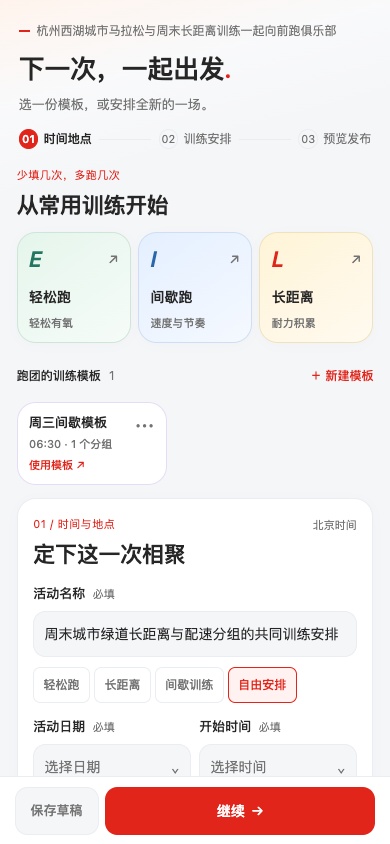 杭州西湖城市马拉松与周末长距离训练一起向前跑俱乐部
下一次，一起出发.
选一份模板，或安排全新的一场。
01 时间地点 02 训练安排 03 预览发布
少填几次，多跑几次
从常用训练开始
E ↗ I ↗ L ↗
轻松跑 间歇跑 长距离
轻松有氧 速度与节奏 耐力积累
跑团的训练模板 1 + 新建模板
周三间歇模板 •••
06:30 · 1 个分组
使用模板 ↗
01 / 时间与地点 北京时间
定下这一次相聚
活动名称 必填
周末城市绿道长距离与配速分组的共同训练安排
轻松跑 长距离 间歇训练 自由安排
活动日期 必填 开始时间 必填
选择日期 选择时间
保存草稿 继续 →